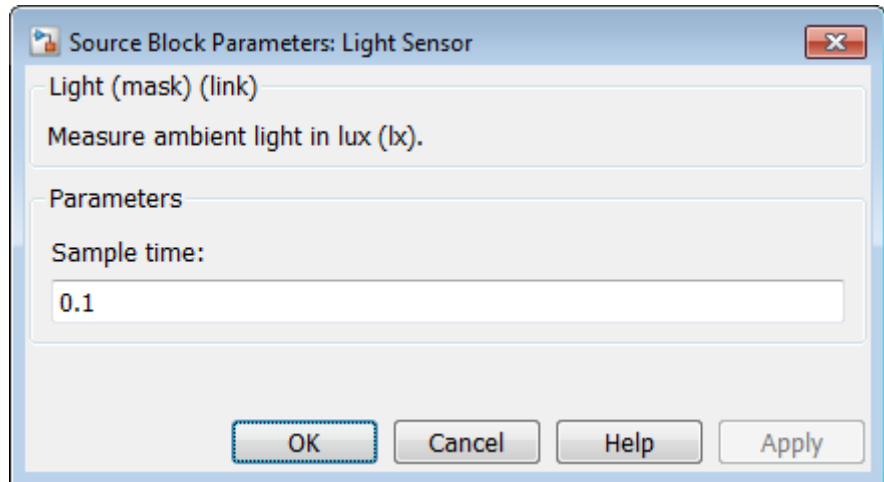 Source Block Parameters: Light Sensor
Light (mask) (link)
Measure ambient light in lux (lx).
Parameters
Sample time:
0.1
OK Cancel Help Apply